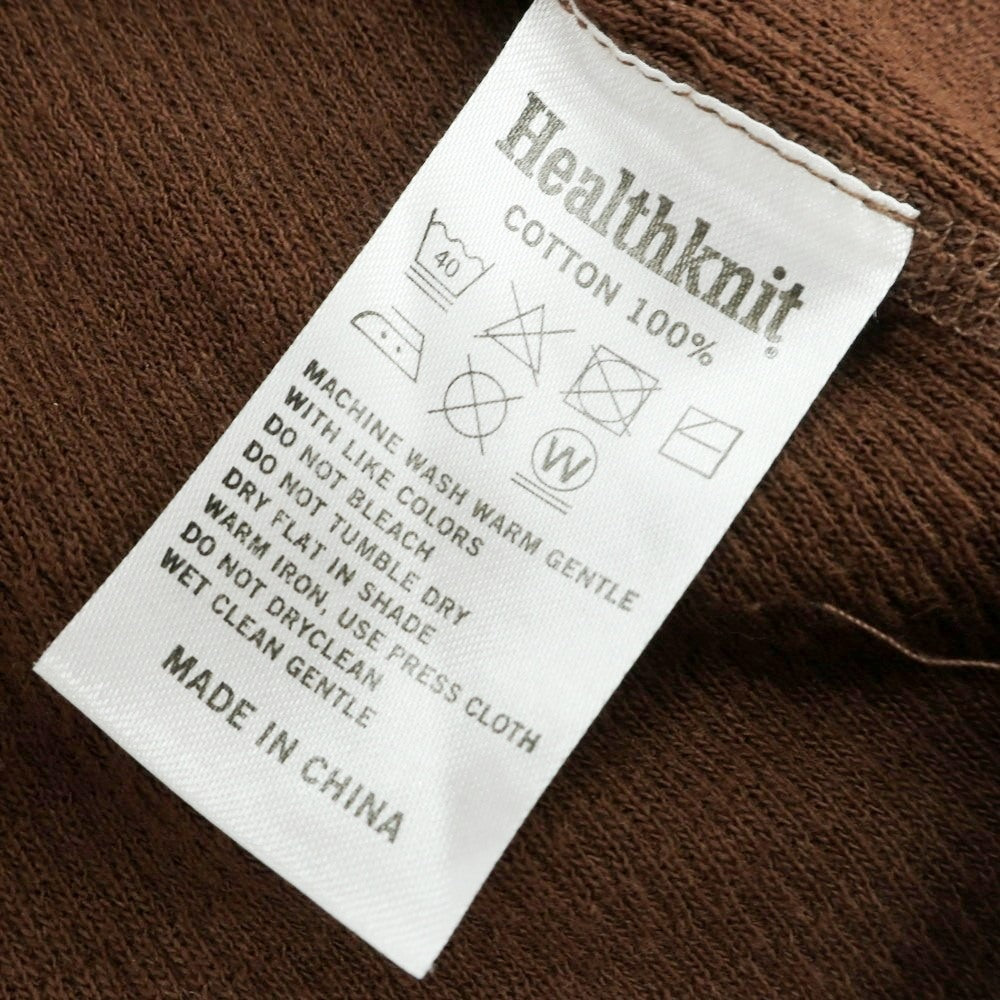 Healthknit
COTTON 100%
40
W
MACHINE WASH WARM GENTLE
WITH LIKE COLORS
DO NOT BLEACH
DO NOT TUMBLE DRY
DRY FLAT IN SHADE
WARM IRON, USE PRESS CLOTH
DO NOT DRYCLEAN
WET CLEAN GENTLE
MADE IN CHINA